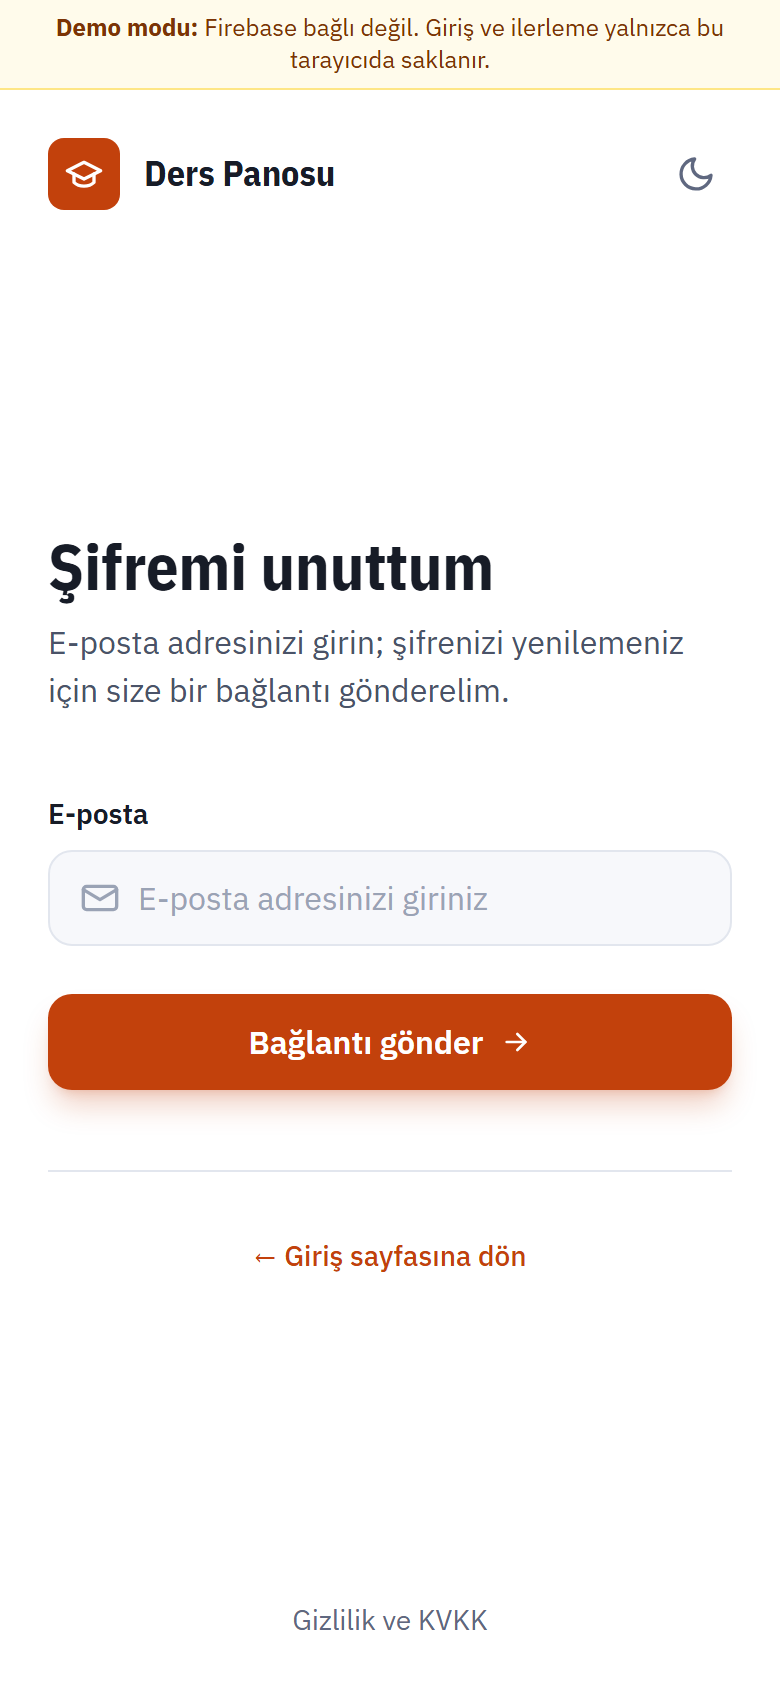 Demo modu: Firebase bağlı değil. Giriş ve ilerleme yalnızca bu
tarayıcıda saklanır.
Ders Panosu
Şifremi unuttum
E-posta adresinizi girin; şifrenizi yenilemeniz
için size bir bağlantı gönderelim.
E-posta
E-posta adresinizi giriniz
Bağlantı gönder →
← Giriş sayfasına dön
Gizlilik ve KVKK